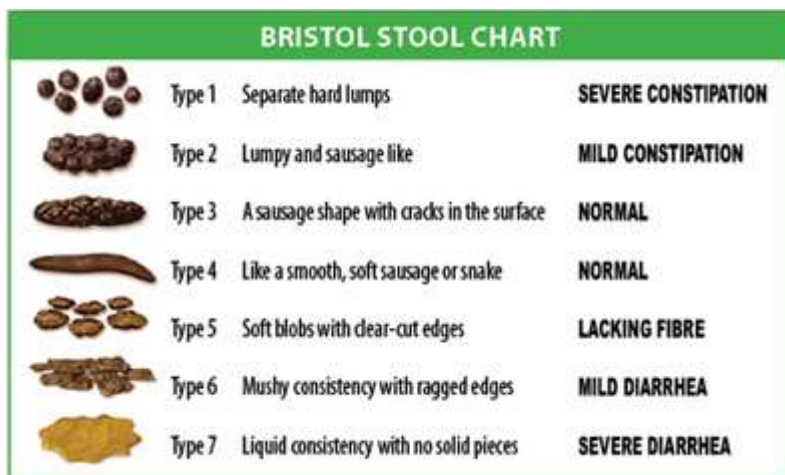 BRISTOL STOOL CHART
Type 1 Separate hard lumps SEVERE CONSTIPATION
Type 2 Lumpy and sausage like MILD CONSTIPATION
Type 3 A sausage shape with cracks in the surface NORMAL
Type 4 Like a smooth, soft sausage or snake NORMAL
Type 5 Soft blobs with clear-cut edges LACKING FIBRE
Type 6 Mushy consistency with ragged edges MILD DIARRHEA
Type 7 Liquid consistency with no solid pieces SEVERE DIARRHEA